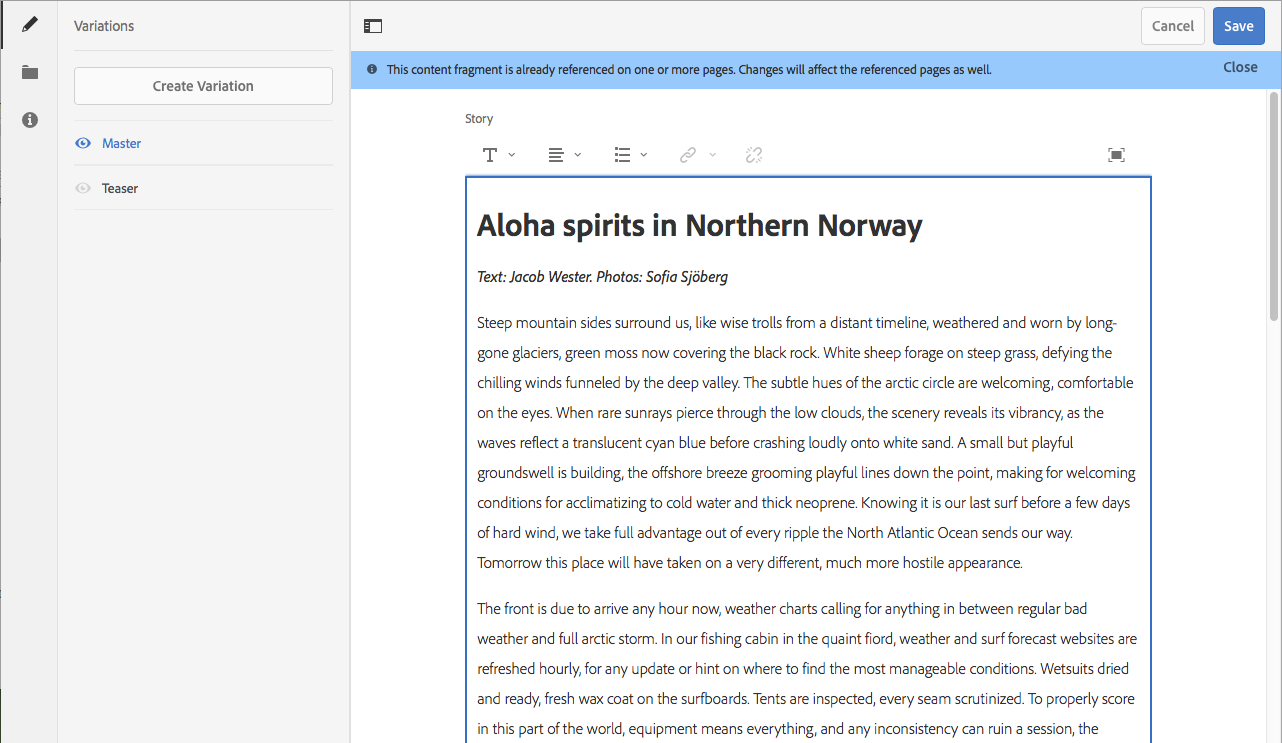 Variations
Cancel
Save
Create Variation
This content fragment is already referenced on one or more pages. Changes will affect the referenced pages as well.
Close
Master
Teaser
Story
Aloha spirits in Northern Norway
Text: Jacob Wester. Photos: Sofia Sjöberg
Steep mountain sides surround us, like wise trolls from a distant timeline, weathered and worn by long-
gone glaciers, green moss now covering the black rock. White sheep forage on steep grass, defying the
chilling winds funneled by the deep valley. The subtle hues of the arctic circle are welcoming, comfortable
on the eyes. When rare sunrays pierce through the low clouds, the scenery reveals its vibrancy, as the
waves reflect a translucent cyan blue before crashing loudly onto white sand. A small but playful
groundswell is building, the offshore breeze grooming playful lines down the point, making for welcoming
conditions for acclimatizing to cold water and thick neoprene. Knowing it is our last surf before a few days
of hard wind, we take full advantage out of every ripple the North Atlantic Ocean sends our way.
Tomorrow this place will have taken on a very different, much more hostile appearance.
The front is due to arrive any hour now, weather charts calling for anything in between regular bad
weather and full arctic storm. In our fishing cabin in the quaint fiord, weather and surf forecast websites are
refreshed hourly, for any update or hint on where to find the most manageable conditions. Wetsuits dried
and ready, fresh wax coat on the surfboards. Tents are inspected, every seam scrutinized. To properly score
in this part of the world, equipment means everything, and any inconsistency can ruin a session, the